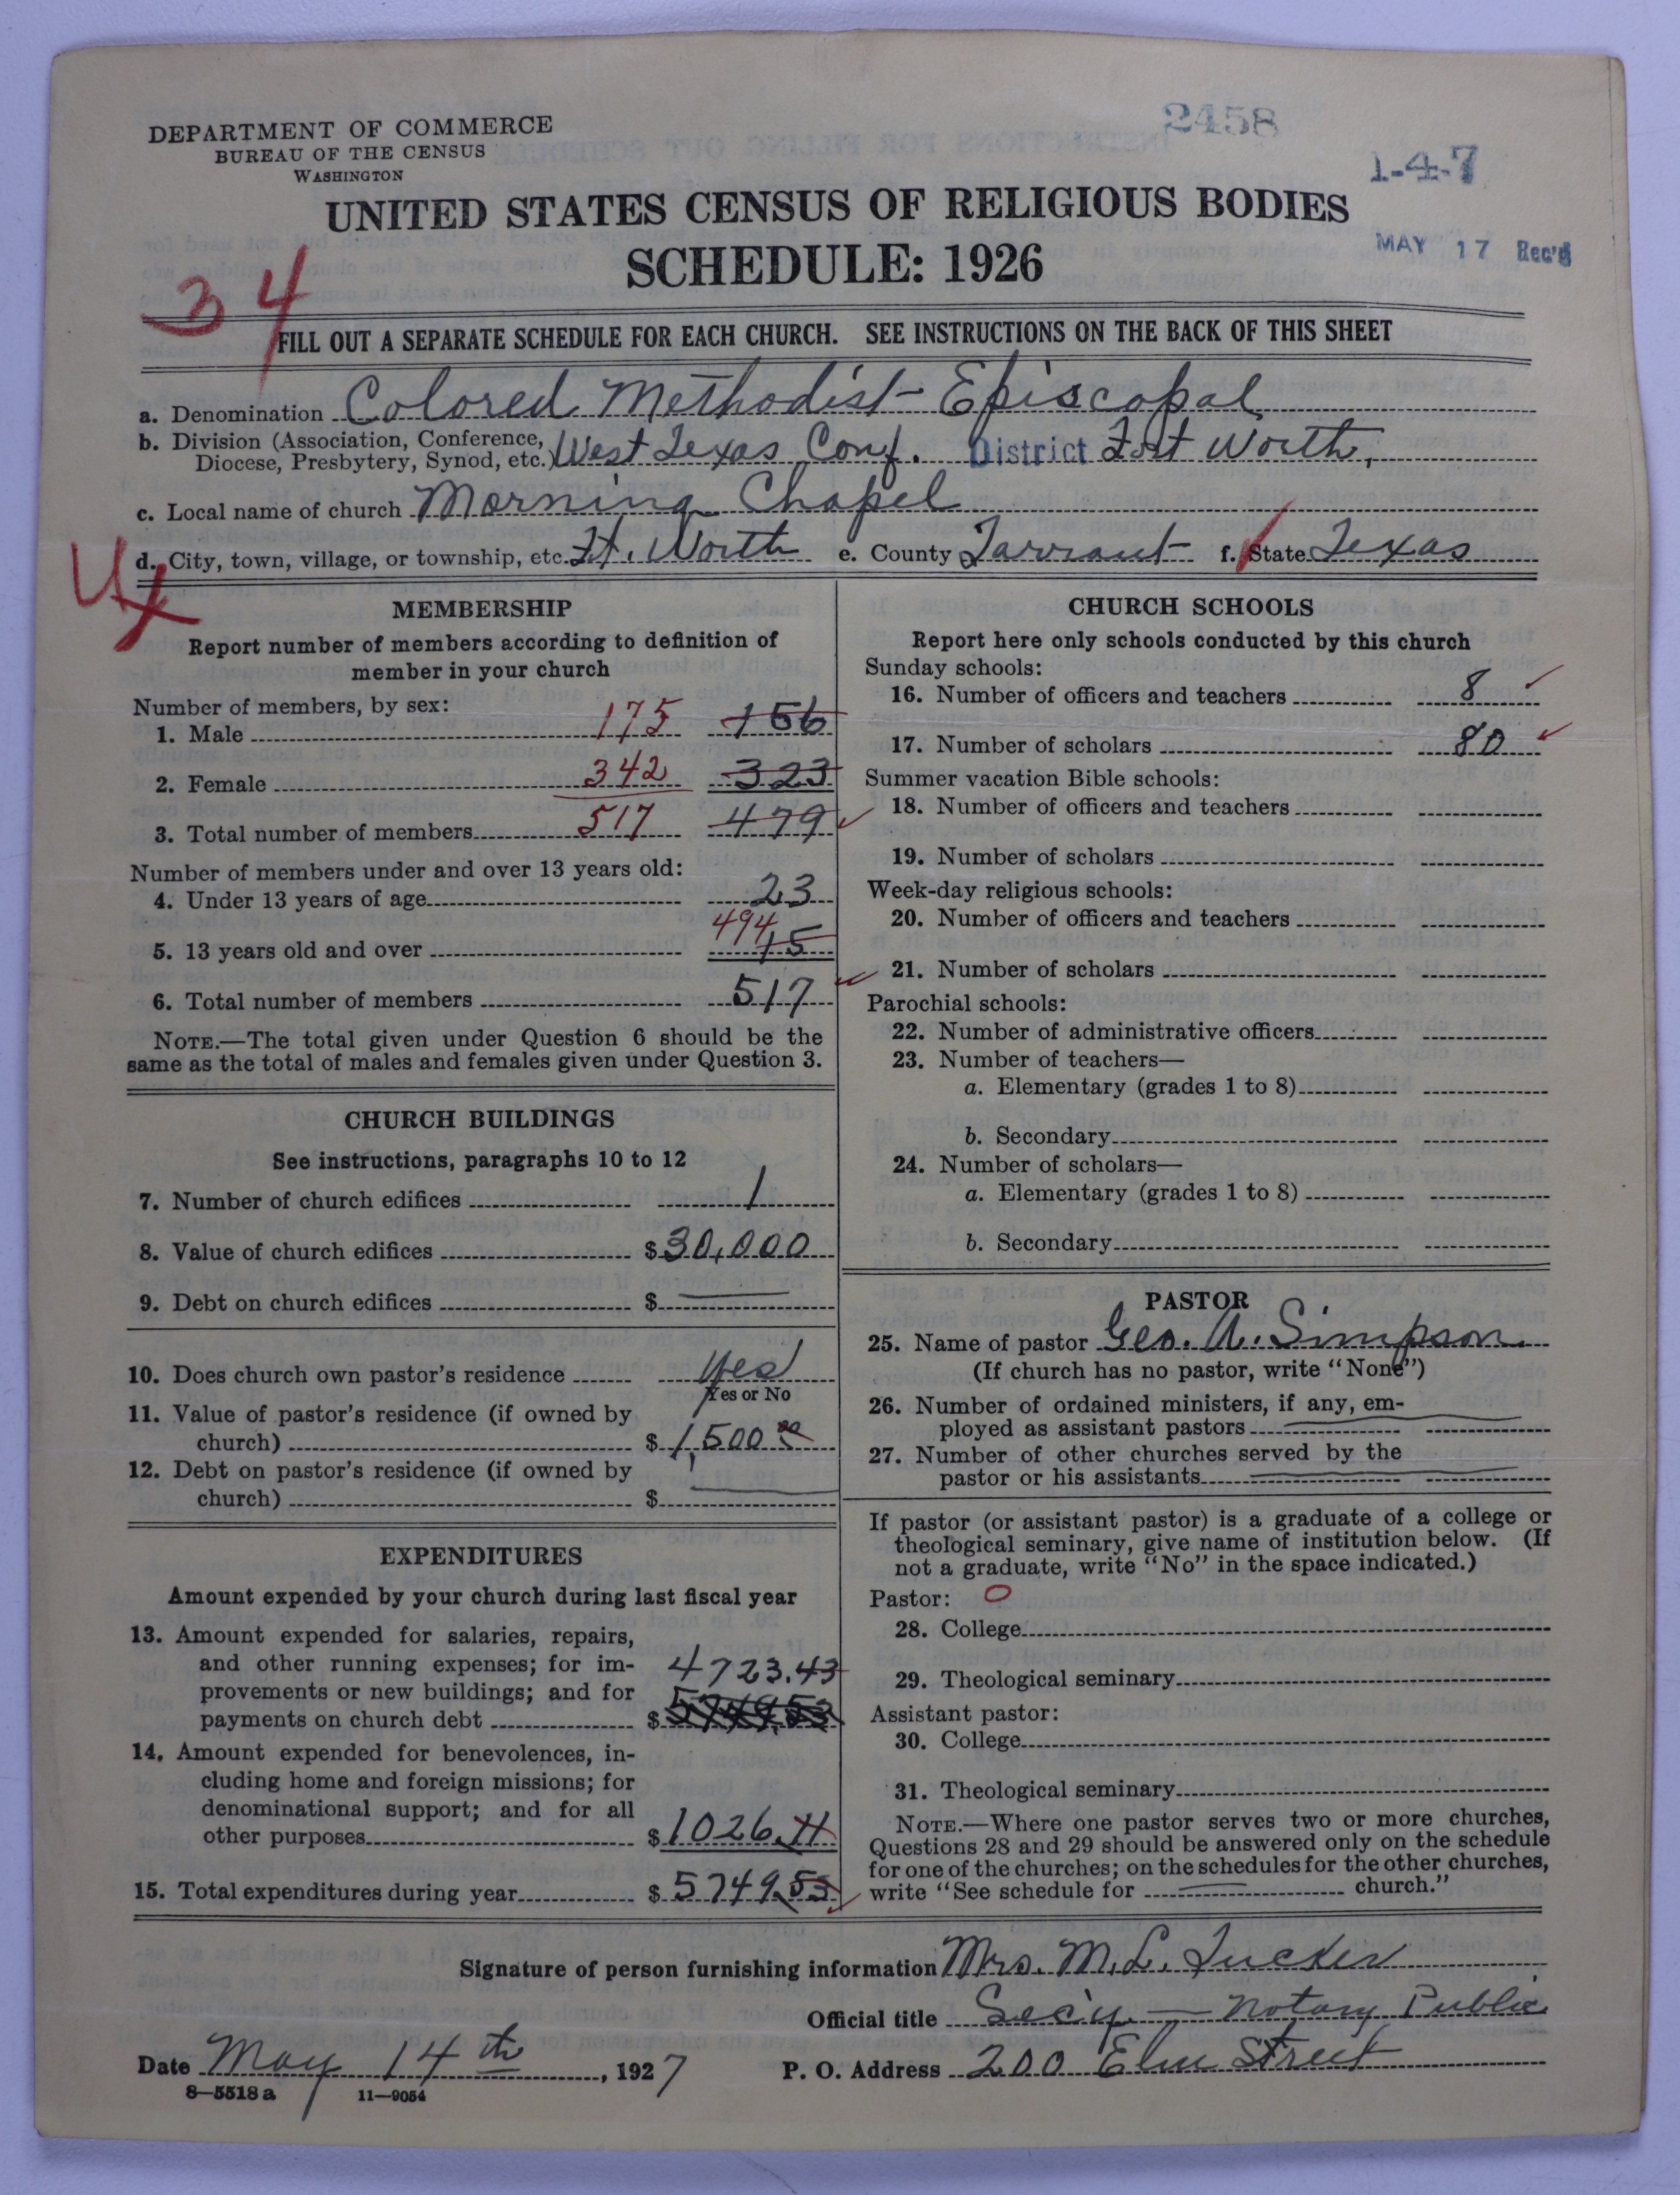 2458
DEPARTMENT OF COMMERCE
BUREAU OF THE CENSUS
WASHINGTON
1-4-7
UNITED STATES CENSUS OF RELIGIOUS BODIES
SCHEDULE: 1926
MAY 17 Rec'd
34
FILL OUT A SEPARATE SCHEDULE FOR EACH CHURCH. SEE INSTRUCTIONS ON THE BACK OF THIS SHEET
a. Denomination Colored Methodist Episcopal
b. Division (Association, Conference, Diocese, Presbytery, Synod, etc.) West Texas Conf. District Fort Worth,
c. Local name of church Morning Chapel
d. City, town, village, or township, etc. Ft. Worth e. County Tarrant f. State Texas
MEMBERSHIP
Report number of members according to definition of
member in your church
Number of members, by sex:
1. Male 175 156
2. Female 342 323
3. Total number of members 517 479
Number of members under and over 13 years old:
4. Under 13 years of age 23
5. 13 years old and over 494 15
6. Total number of members 517
NOTE.—The total given under Question 6 should be the
same as the total of males and females given under Question 3.
CHURCH BUILDINGS
See instructions, paragraphs 10 to 12
7. Number of church edifices 1
8. Value of church edifices $30,000
9. Debt on church edifices $ —
10. Does church own pastor's residence Yes
Yes or No
11. Value of pastor's residence (if owned by
church) $1,500 00
12. Debt on pastor's residence (if owned by
church) $ —
EXPENDITURES
Amount expended by your church during last fiscal year
13. Amount expended for salaries, repairs,
and other running expenses; for im-
provements or new buildings; and for 4723.43
payments on church debt $5749.53
14. Amount expended for benevolences, in-
cluding home and foreign missions; for
denominational support; and for all
other purposes $1026.11
15. Total expenditures during year $5749.53
CHURCH SCHOOLS
Report here only schools conducted by this church
Sunday schools:
16. Number of officers and teachers 8
17. Number of scholars 80
Summer vacation Bible schools:
18. Number of officers and teachers
19. Number of scholars
Week-day religious schools:
20. Number of officers and teachers
21. Number of scholars
Parochial schools:
22. Number of administrative officers
23. Number of teachers—
a. Elementary (grades 1 to 8)
b. Secondary
24. Number of scholars—
a. Elementary (grades 1 to 8)
b. Secondary
PASTOR
25. Name of pastor Geo. A. Simpson
(If church has no pastor, write "None")
26. Number of ordained ministers, if any, em-
ployed as assistant pastors —
27. Number of other churches served by the
pastor or his assistants —
If pastor (or assistant pastor) is a graduate of a college or
theological seminary, give name of institution below. (If
not a graduate, write "No" in the space indicated.)
Pastor: 0
28. College
29. Theological seminary
Assistant pastor:
30. College
31. Theological seminary
NOTE.—Where one pastor serves two or more churches,
Questions 28 and 29 should be answered only on the schedule
for one of the churches; on the schedules for the other churches,
write "See schedule for — church."
Signature of person furnishing information Mrs. M. L. Tucker
Official title Sec'y — Notary Public
Date May 14th, 1927 P. O. Address 200 Elm Street
8—5518 a 11—9054